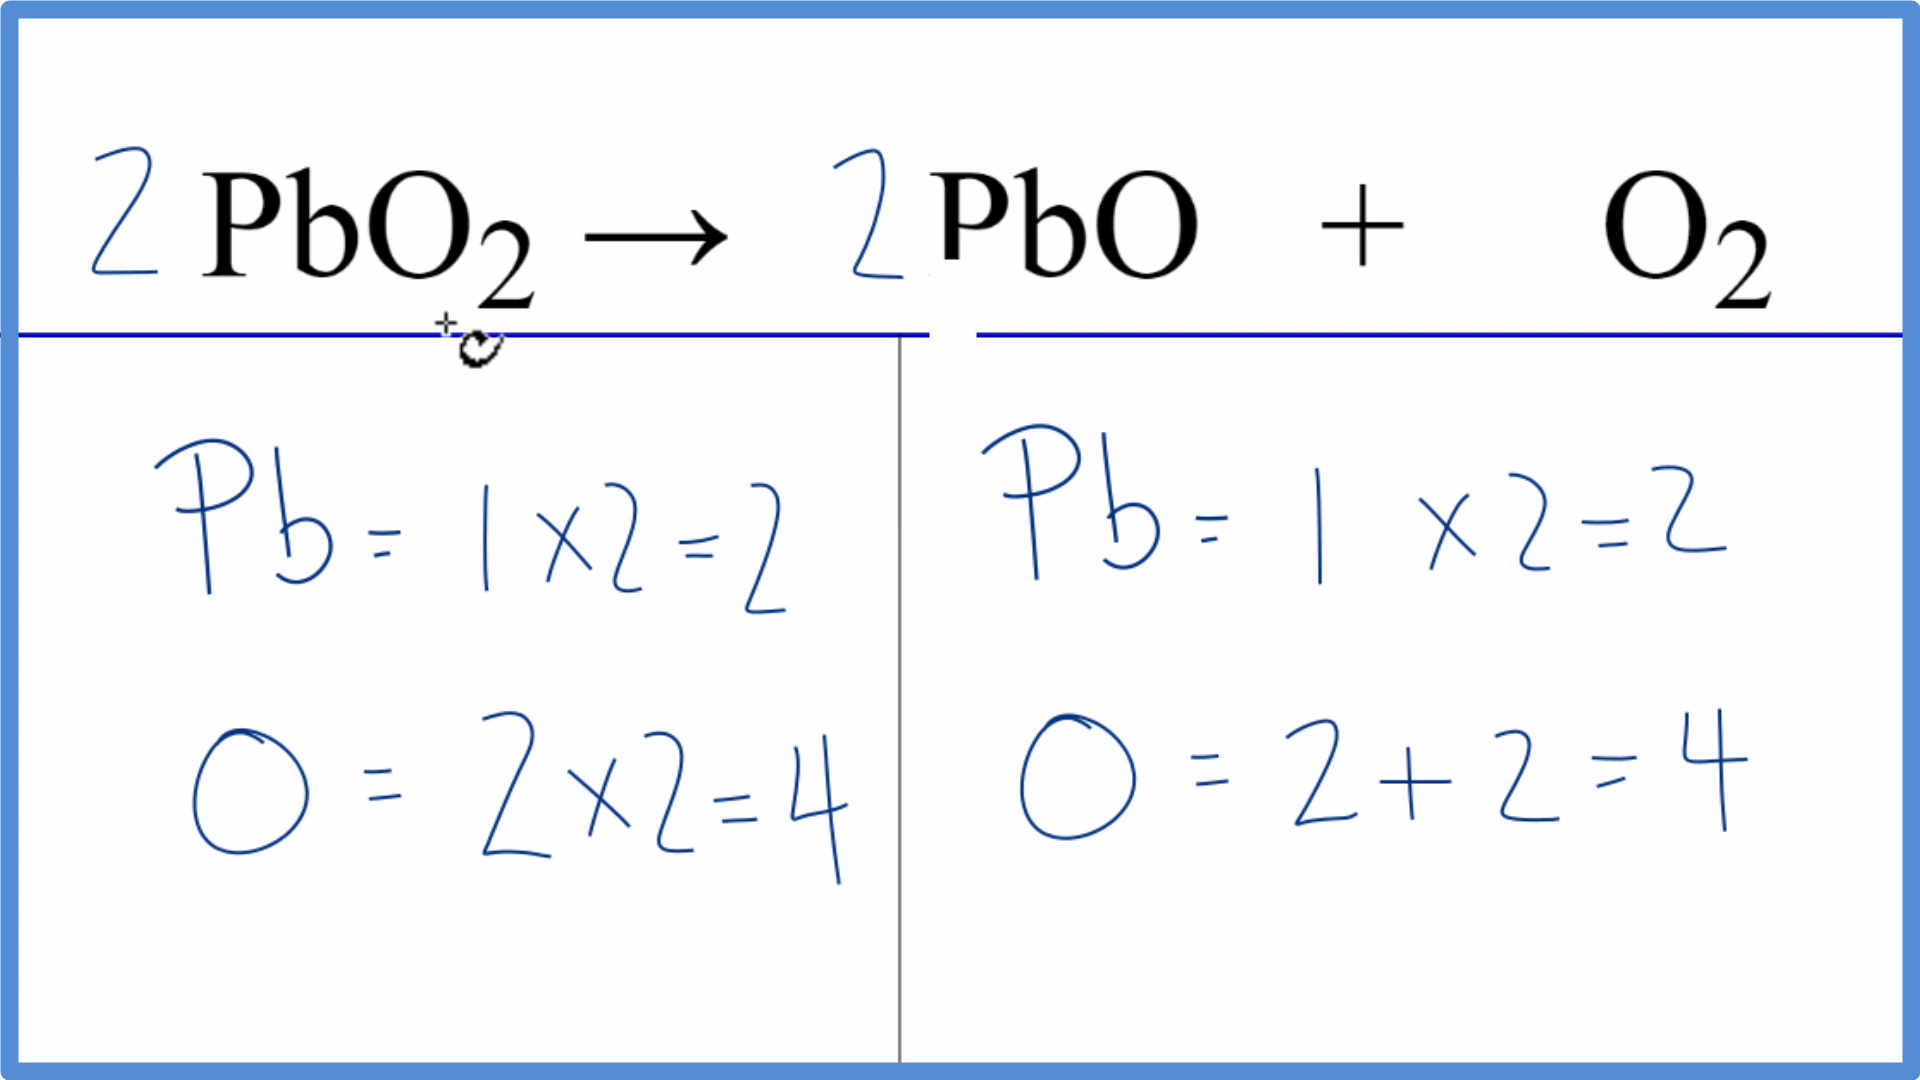 2 PbO₂ → 2 PbO + O₂
Pb = 1 x 2 = 2
Pb = 1 x 2 = 2
O = 2 x 2 = 4
O = 2 + 2 = 4